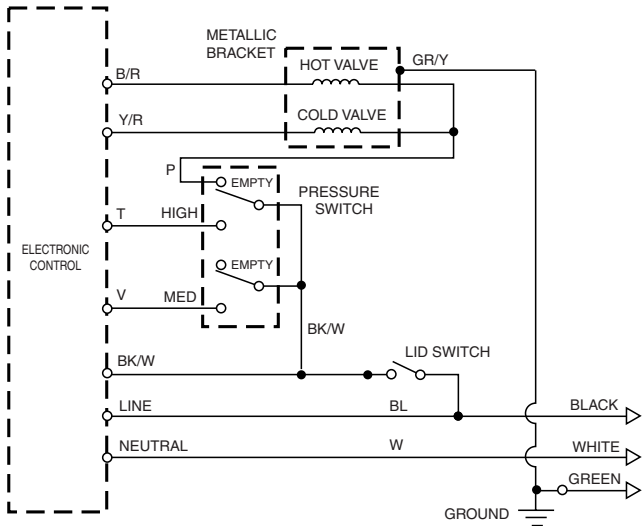 METALLIC
BRACKET
GR/Y
HOT VALVE
B/R
COLD VALVE
Y/R
P
EMPTY
PRESSURE
SWITCH
T
HIGH
ELECTRONIC
CONTROL
EMPTY
V
MED
BK/W
LID SWITCH
BK/W
LINE
BL
BLACK
NEUTRAL
W
WHITE
GREEN
GROUND